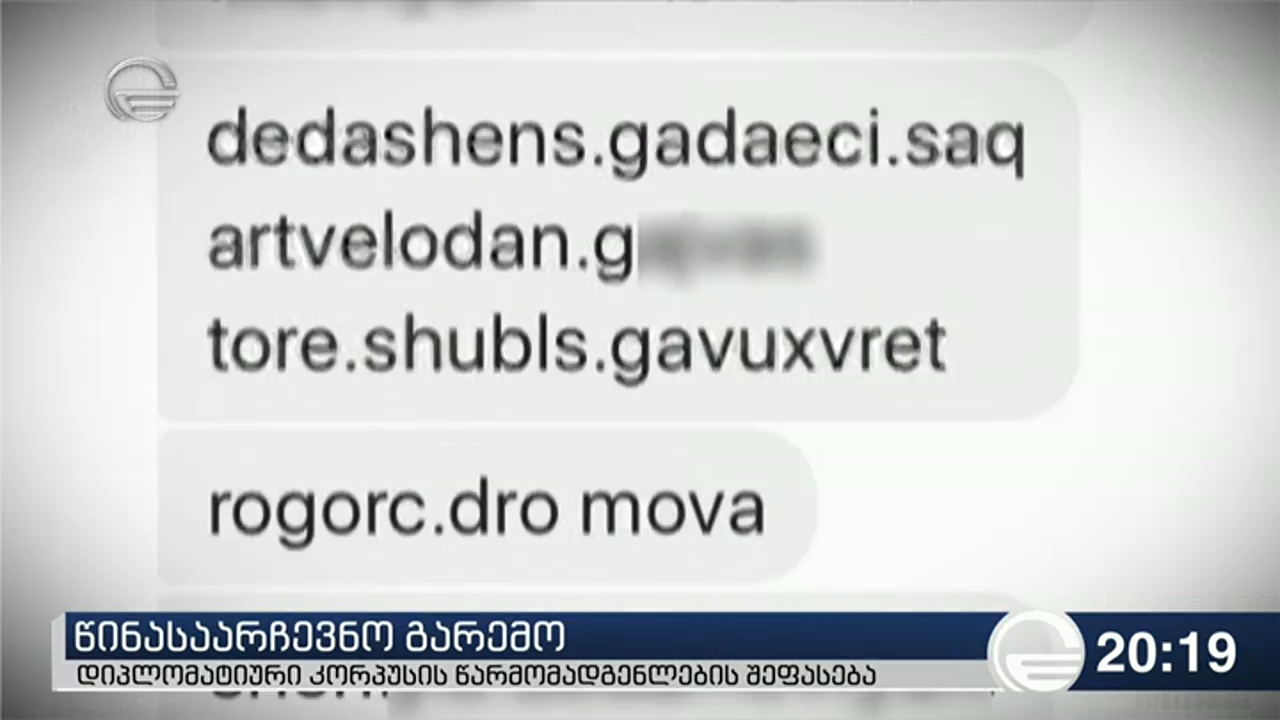 dedashens.gadaeci.saq
artvelodan.g
tore.shubls.gavuxvret
rogorc.dro mova
წინასაარჩევნო გარემო
დიპლომატიური კორპუსის წარმომადგენლების შეფასება
20:19